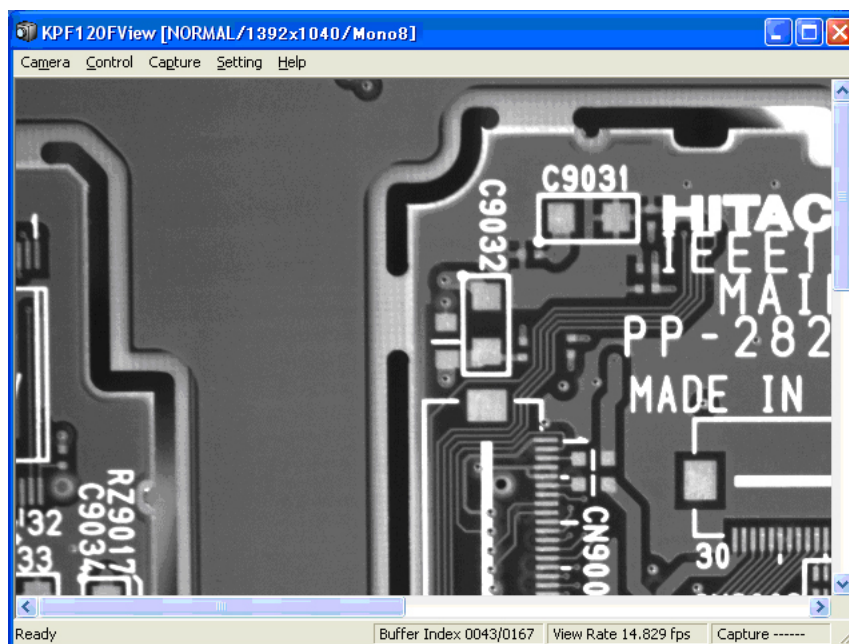 KPF120FView [NORMAL/1392x1040/Mono8]
Camera Control Capture Setting Help
C9031
C9032
HITAC
IEEE1
MAI
PP-282
MADE IN
1
RZ9017
C9034
32
33
CN900
30
Ready
Buffer Index 0043/0167
View Rate 14.829 fps
Capture ------